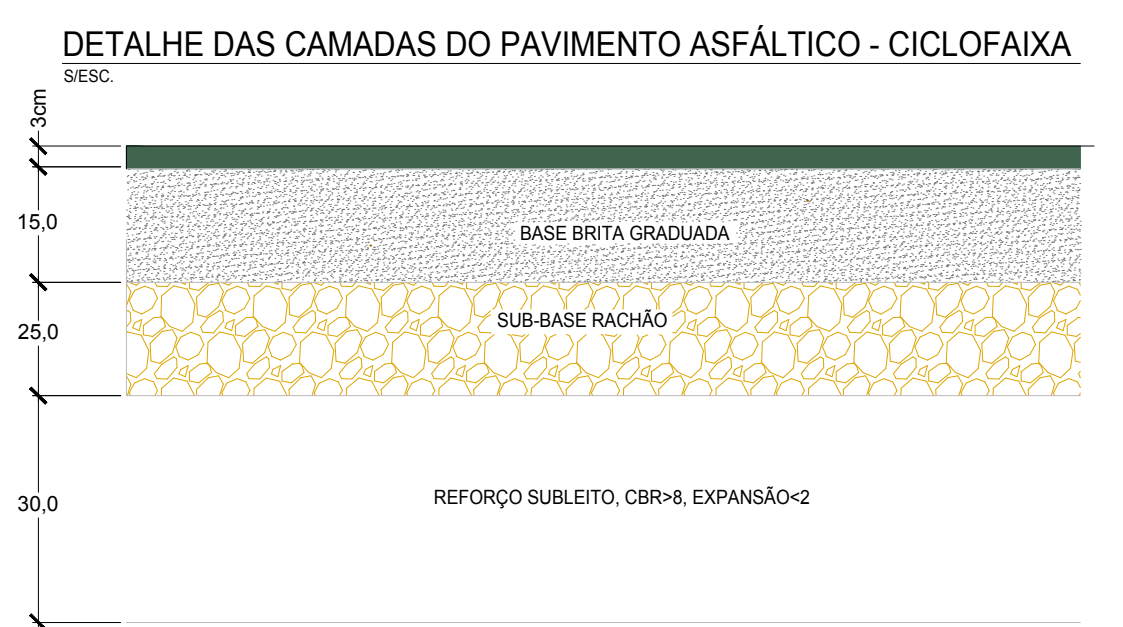 DETALHE DAS CAMADAS DO PAVIMENTO ASFÁLTICO - CICLOFAIXA
S/ESC.
3cm
15,0
BASE BRITA GRADUADA
SUB-BASE RACHÃO
25,0
30,0
REFORÇO SUBLEITO, CBR>8, EXPANSÃO<2